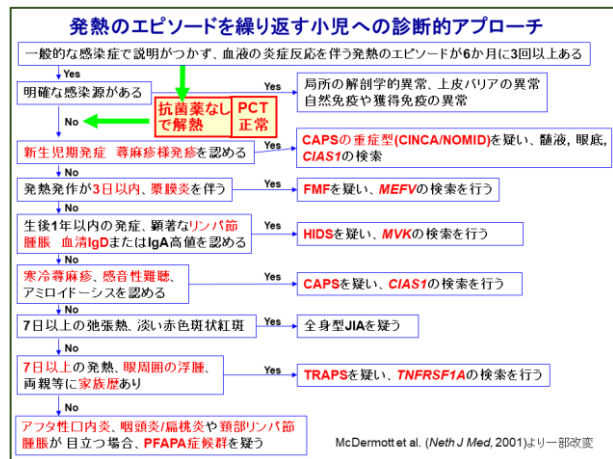 発熱のエピソードを繰り返す小児への診断的アプローチ
一般的な感染症で説明がつかず、血液の炎症反応を伴う発熱のエピソードが6か月に3回以上ある
Yes
明確な感染源がある
Yes
局所の解剖学的異常、上皮バリアの異常
自然免疫や獲得免疫の異常
抗菌薬なし
で解熱
PCT
正常
No
新生児期発症 蕁麻疹様発疹を認める
Yes
CAPSの重症型(CINCA/NOMID)を疑い、髄液, 眼底,
CIAS1の検索
No
発熱発作が3日以内、漿膜炎を伴う
Yes
FMFを疑い、MEFVの検索を行う
No
生後1年以内の発症、顕著なリンパ節
腫脹 血清IgDまたはIgA高値を認める
Yes
HIDSを疑い、MVKの検索を行う
No
寒冷蕁麻疹、感音性難聴、
アミロイドーシスを認める
Yes
CAPSを疑い、CIAS1の検索を行う
No
7日以上の弛張熱、淡い赤色斑状紅斑
Yes
全身型JIAを疑う
No
7日以上の発熱、眼周囲の浮腫、
両親等に家族歴あり
Yes
TRAPSを疑い、TNFRSF1Aの検索を行う
No
アフタ性口内炎、咽頭炎/扁桃炎や頸部リンパ節
腫脹が 目立つ場合、PFAPA症候群を疑う
McDermott et al. (Neth J Med, 2001)より一部改変